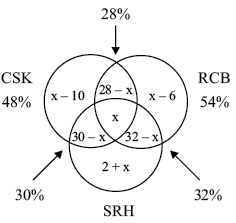 28%
CSK
48%
RCB
54%
x – 10
28 – x
x – 6
x
30 – x
32 – x
2 + x
30%
32%
SRH